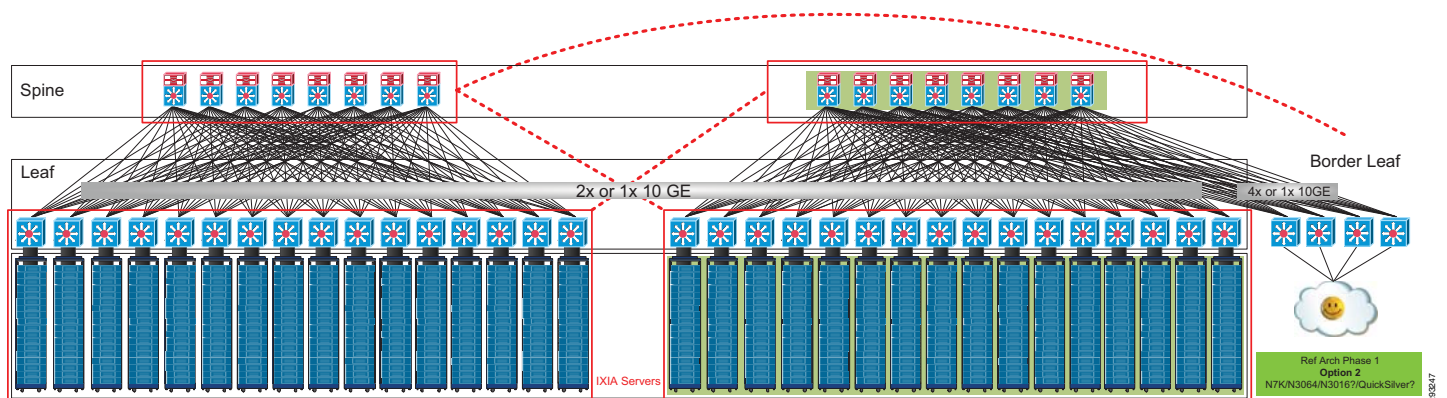 Spine
Leaf
Border Leaf
2x or 1x 10 GE
4x or 1x 10GE
IXIA Servers
Ref Arch Phase 1
Option 2
N7K/N3064/N3016?/QuickSilver?
93247